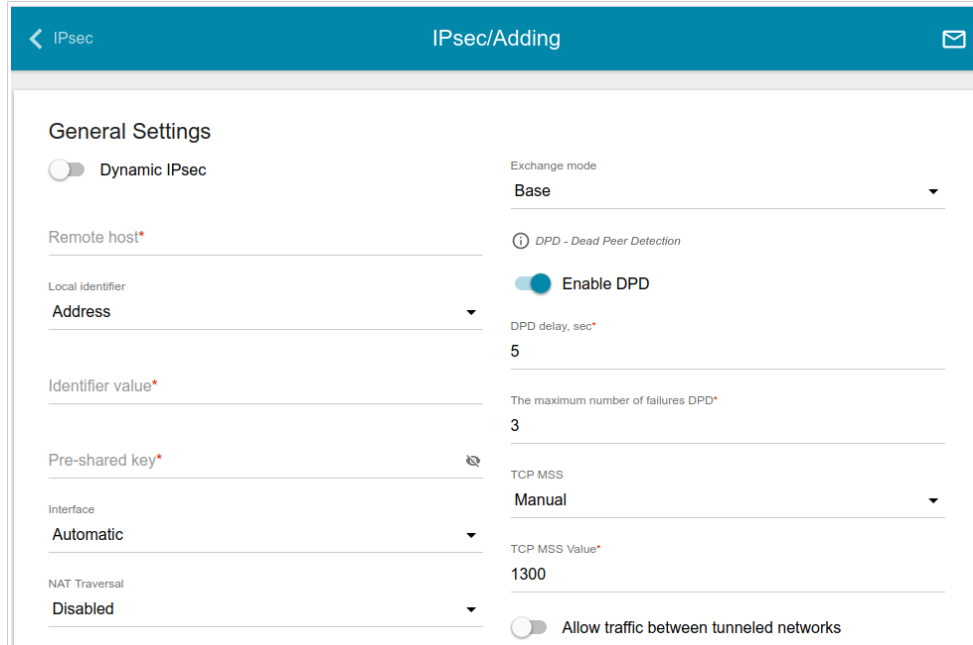 IPsec
IPsec/Adding
General Settings
Dynamic IPsec
Remote host*
Local identifier
Address
Identifier value*
Pre-shared key*
Interface
Automatic
NAT Traversal
Disabled
Exchange mode
Base
DPD - Dead Peer Detection
Enable DPD
DPD delay, sec*
5
The maximum number of failures DPD*
3
TCP MSS
Manual
TCP MSS Value*
1300
Allow traffic between tunneled networks